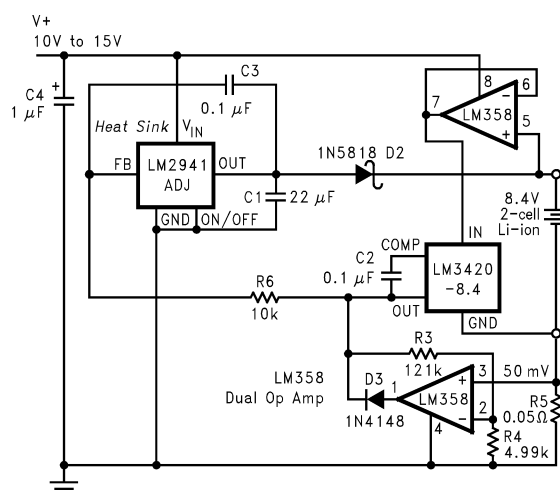 V+
10V to 15V
C4
1 μF
+
C3
0.1 μF
Heat Sink
VIN
FB
LM2941
ADJ
OUT
GND
ON/OFF
C1
22 μF
1N5818 D2
7
8
6
LM358
5
−
+
8.4V
2-cell
Li-ion
IN
COMP
C2
0.1 μF
LM3420
-8.4
OUT
GND
R6
10k
R3
121k
LM358
Dual Op Amp
D3
1N4148
1
+
3
LM358
−
2
4
50 mV
R5
0.05Ω
R4
4.99k